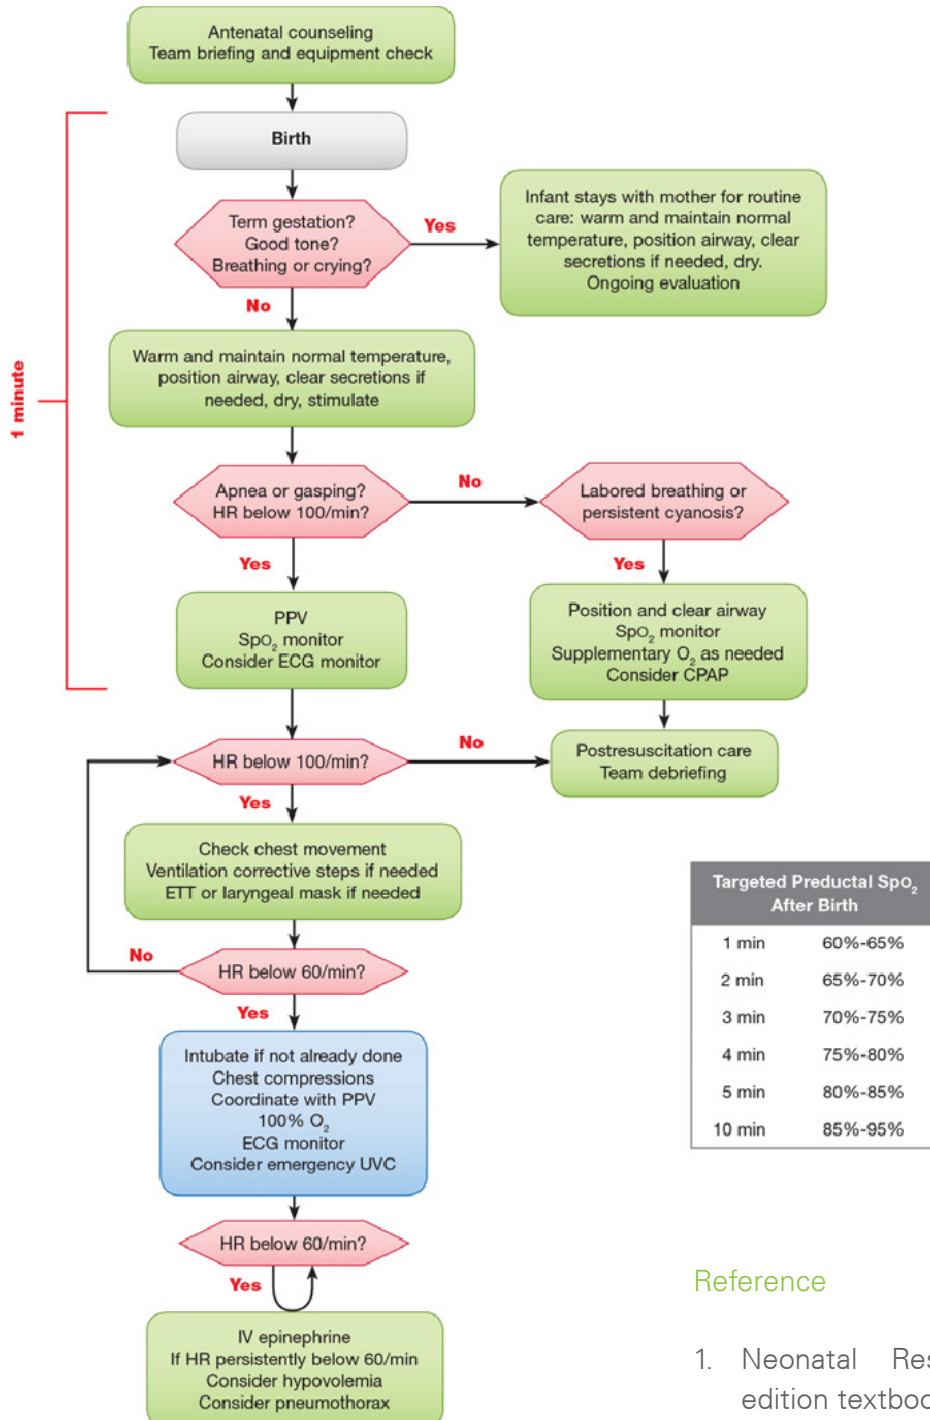 Antenatal counseling
Team briefing and equipment check
Birth
1 minute
Term gestation?
Good tone?
Breathing or crying?
Yes
Infant stays with mother for routine
care: warm and maintain normal
temperature, position airway, clear
secretions if needed, dry.
Ongoing evaluation
No
Warm and maintain normal temperature,
position airway, clear secretions if
needed, dry, stimulate
Apnea or gasping?
HR below 100/min?
No
Labored breathing or
persistent cyanosis?
Yes
Yes
PPV
SpO₂ monitor
Consider ECG monitor
Position and clear airway
SpO₂ monitor
Supplementary O₂ as needed
Consider CPAP
HR below 100/min?
No
Postresuscitation care
Team debriefing
Yes
Check chest movement
Ventilation corrective steps if needed
ETT or laryngeal mask if needed
No
HR below 60/min?
Yes
Intubate if not already done
Chest compressions
Coordinate with PPV
100% O₂
ECG monitor
Consider emergency UVC
HR below 60/min?
Yes
IV epinephrine
If HR persistently below 60/min
Consider hypovolemia
Consider pneumothorax
Targeted Preductal SpO₂
After Birth
1 min 60%-65%
2 min 65%-70%
3 min 70%-75%
4 min 75%-80%
5 min 80%-85%
10 min 85%-95%
Reference
1. Neonatal Res
edition textboo